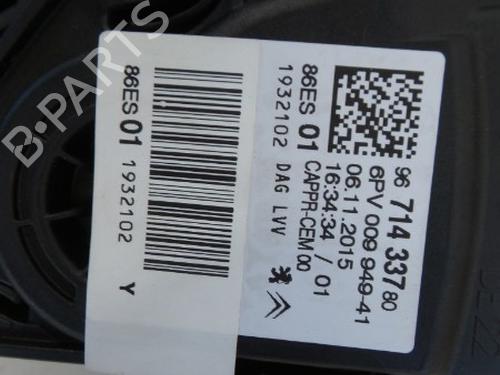 B-PARTS
86ES 01
1932102
Y
96 714 337 80
6PV 009 949-41
06.11.2015
16:34:34 / 01
CAPPR-CEM 00
86ES 01
1932102 DAG LVV